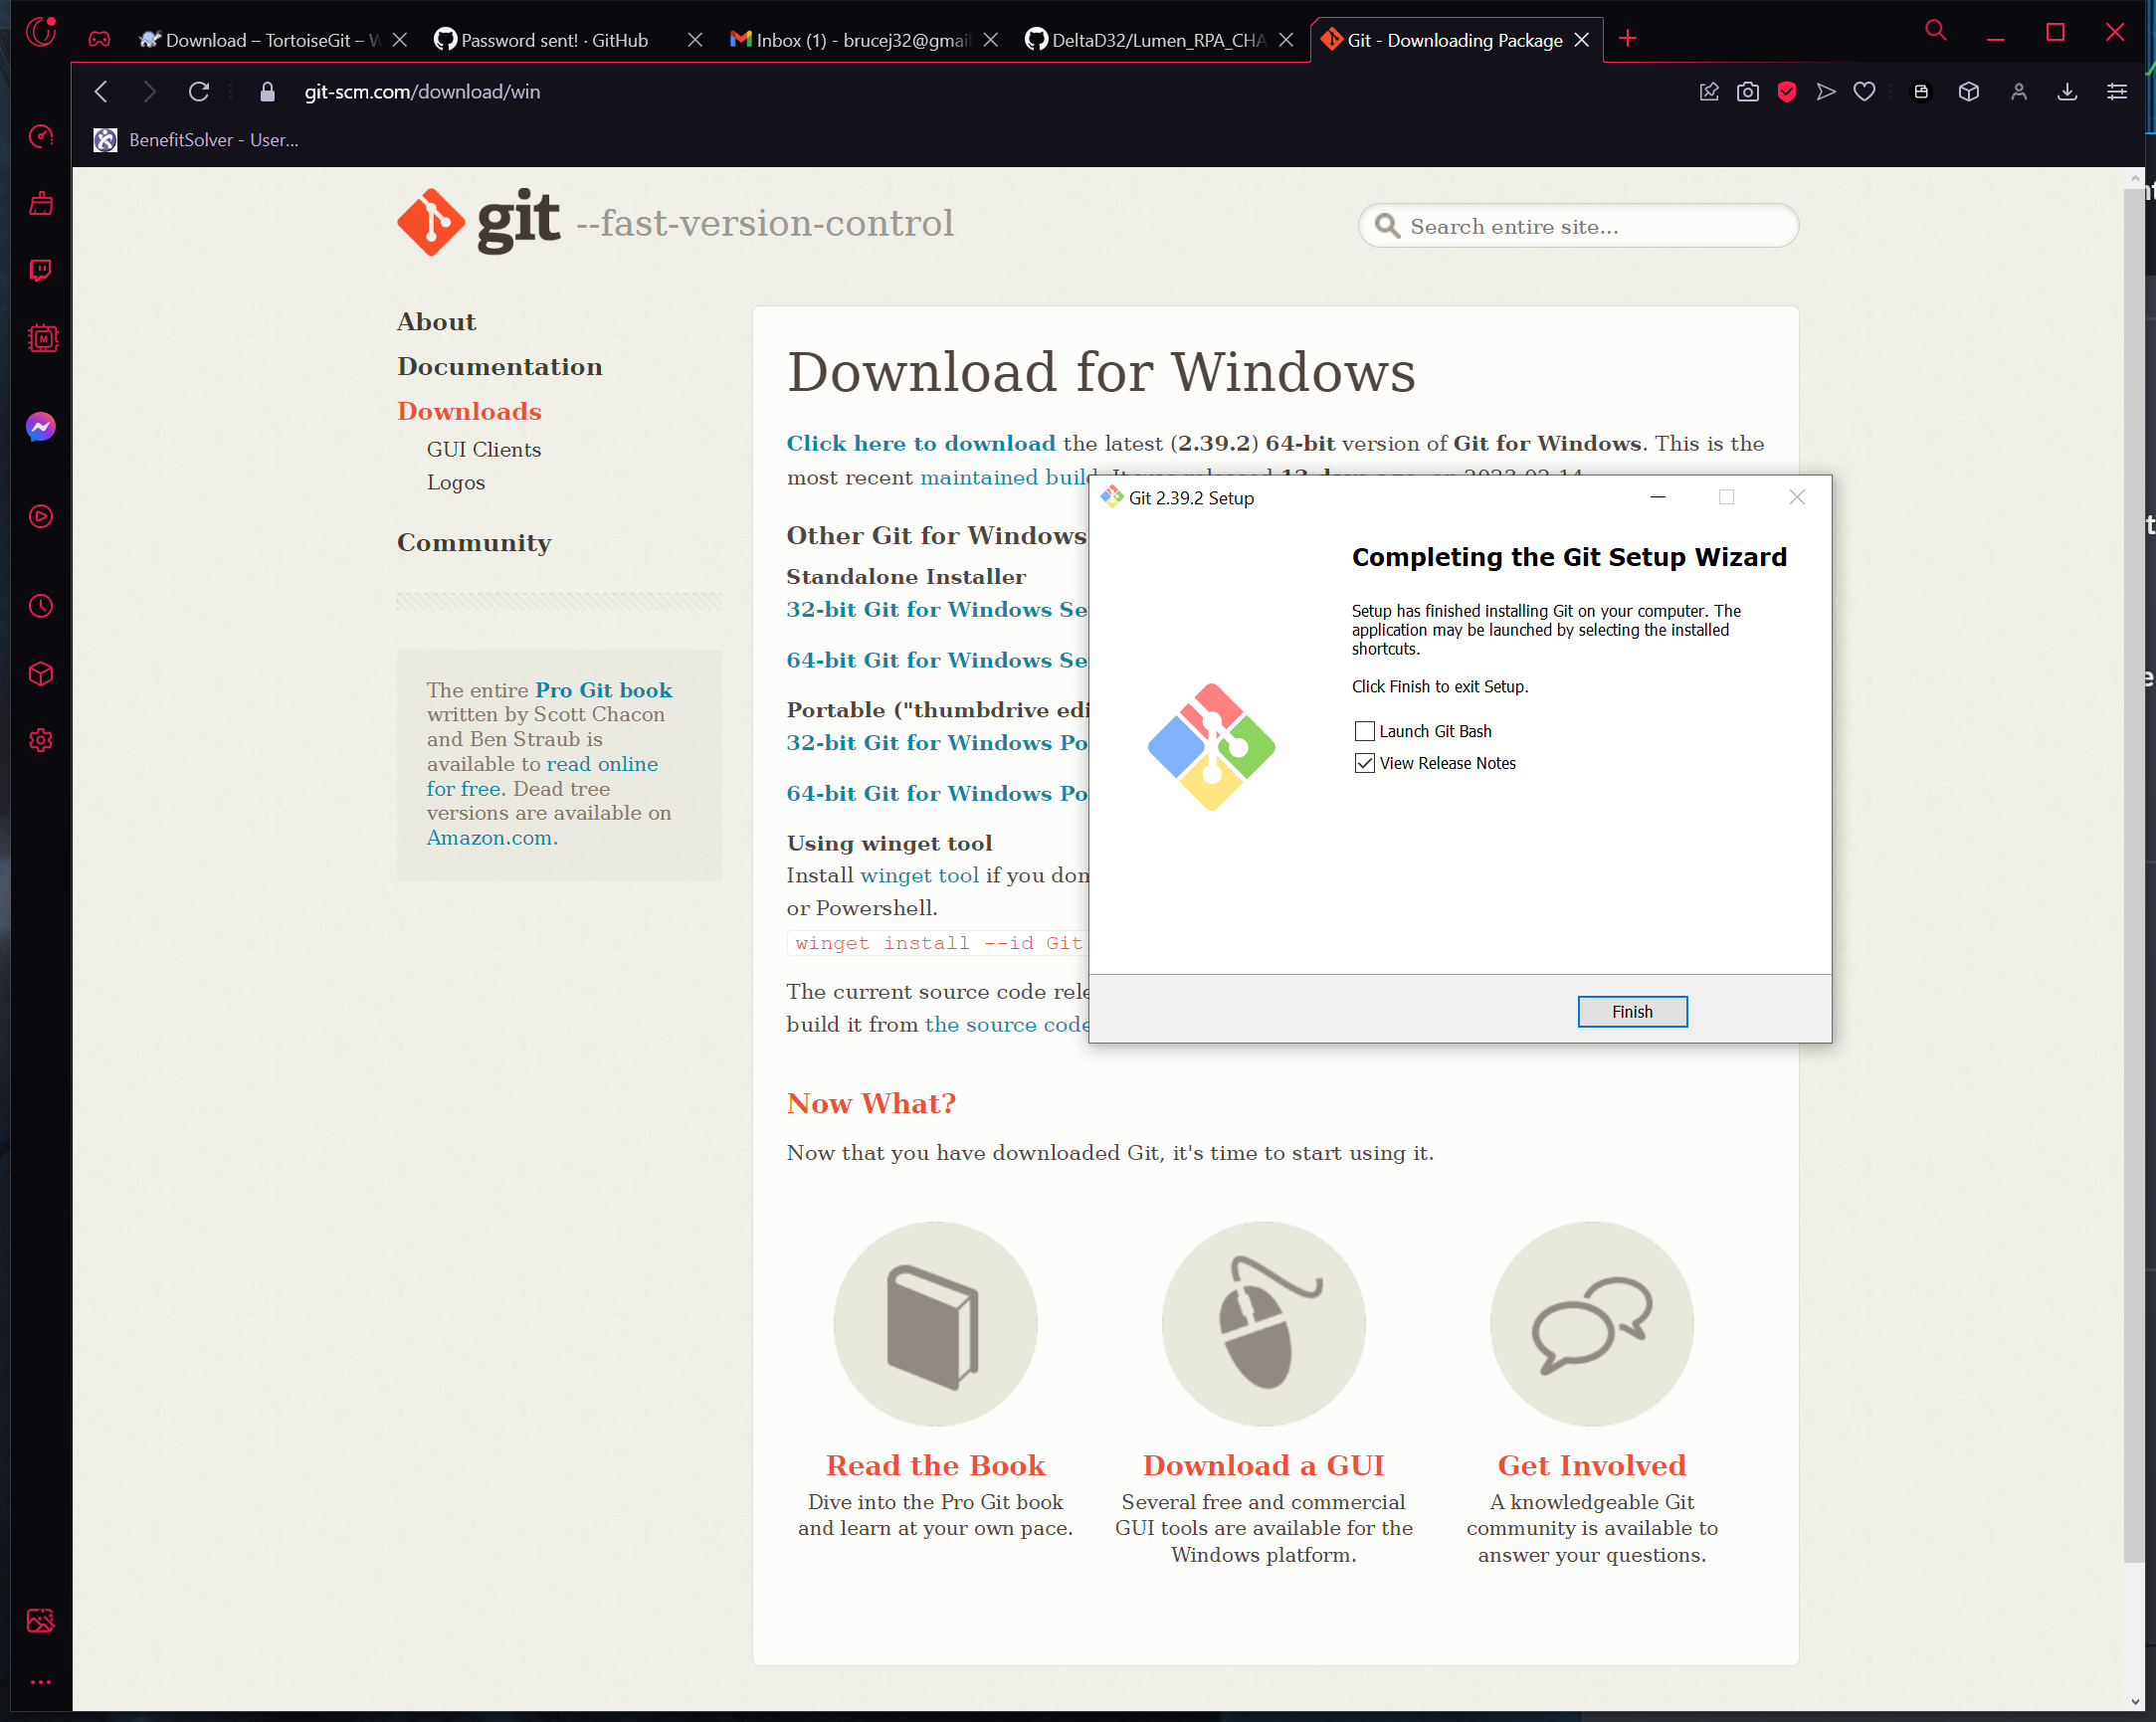 Download – TortoiseGit – W
Password sent! · GitHub
Inbox (1) - brucej32@gmai
DeltaD32/Lumen_RPA_CHA
Git - Downloading Package
git-scm.com/download/win
BenefitSolver - User...
git --fast-version-control
Search entire site...
About
Documentation
Downloads
GUI Clients
Logos
Community
The entire Pro Git book
written by Scott Chacon
and Ben Straub is
available to read online
for free. Dead tree
versions are available on
Amazon.com.
Download for Windows
Click here to download the latest (2.39.2) 64-bit version of Git for Windows. This is the
most recent maintained build. It was released 13 days ago, on 2023-02-14.
Other Git for Windows
Standalone Installer
32-bit Git for Windows Se
64-bit Git for Windows Se
Portable ("thumbdrive edi
32-bit Git for Windows Po
64-bit Git for Windows Po
Using winget tool
Install winget tool if you don
or Powershell.
winget install --id Git.
The current source code rele
build it from the source code
Git 2.39.2 Setup
Completing the Git Setup Wizard
Setup has finished installing Git on your computer. The
application may be launched by selecting the installed
shortcuts.
Click Finish to exit Setup.
Launch Git Bash
View Release Notes
Finish
Now What?
Now that you have downloaded Git, it's time to start using it.
Read the Book
Dive into the Pro Git book
and learn at your own pace.
Download a GUI
Several free and commercial
GUI tools are available for the
Windows platform.
Get Involved
A knowledgeable Git
community is available to
answer your questions.